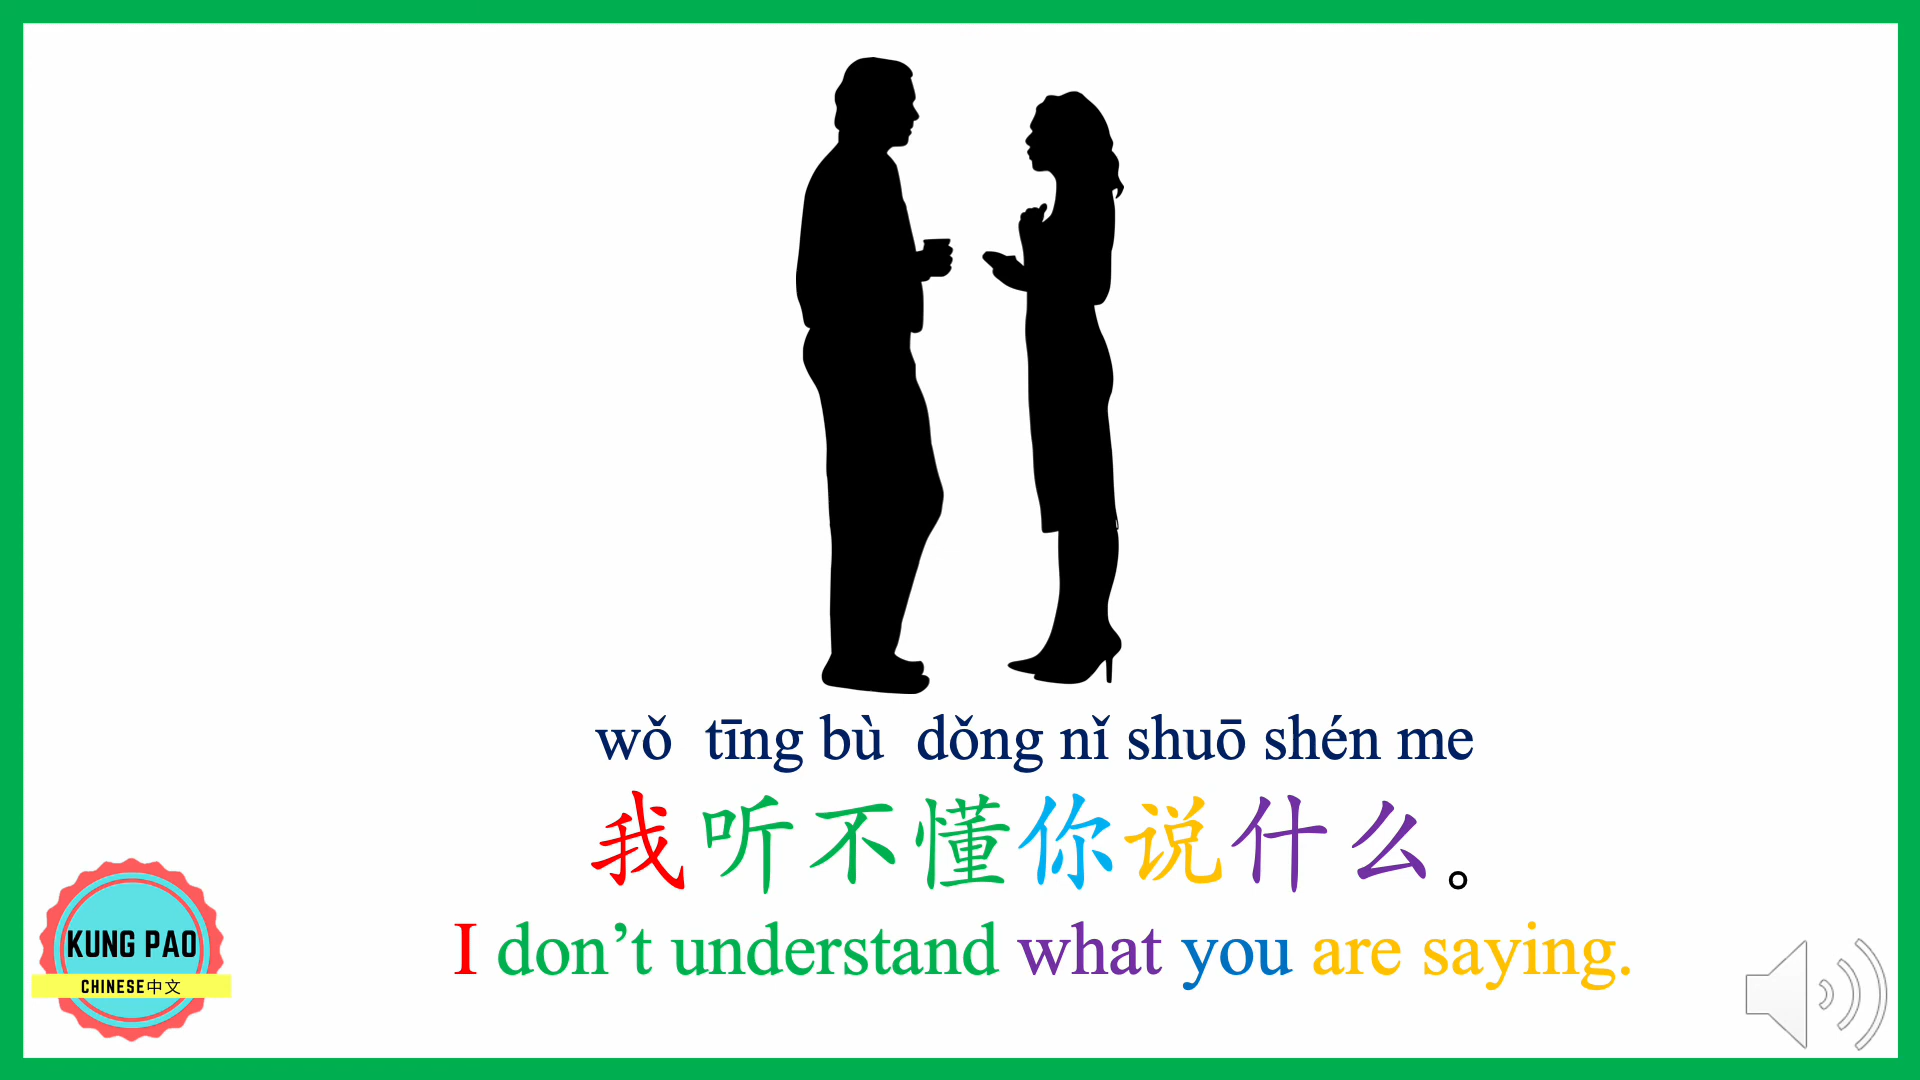 wǒ tīng bù dǒng nǐ shuō shén me
我听不懂你说什么。
I don’t understand what you are saying.
KUNG PAO
CHINESE中文